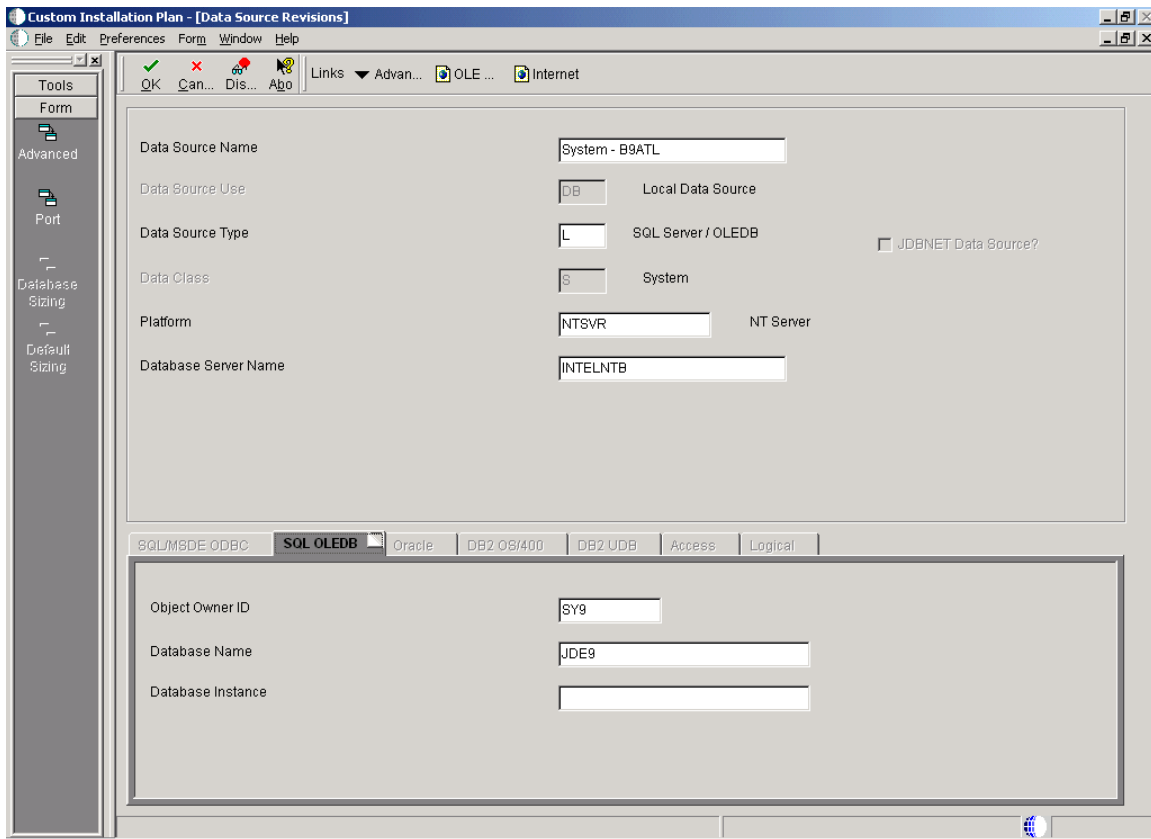 Custom Installation Plan - [Data Source Revisions]
File Edit Preferences Form Window Help
OK Can... Dis... Abo Links Advan... OLE ... Internet
Tools
Form
Advanced
Port
Database Sizing
Default Sizing
Data Source Name System - B9ATL
Data Source Use DB Local Data Source
Data Source Type L SQL Server / OLEDB JDBNET Data Source?
Data Class S System
Platform NTSVR NT Server
Database Server Name INTELNTB
SQL/MSDE ODBC SQL OLEDB Oracle DB2 OS/400 DB2 UDB Access Logical
Object Owner ID SY9
Database Name JDE9
Database Instance